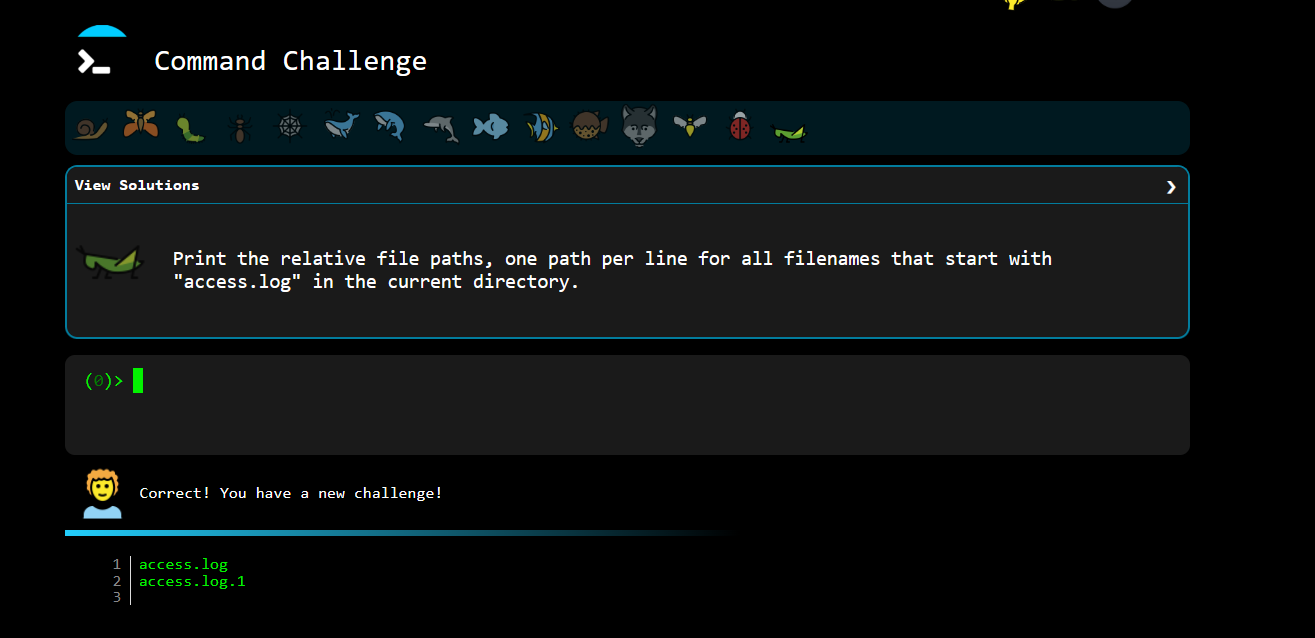 Command Challenge
View Solutions
Print the relative file paths, one path per line for all filenames that start with
"access.log" in the current directory.
(0)>
Correct! You have a new challenge!
1 access.log
2 access.log.1
3